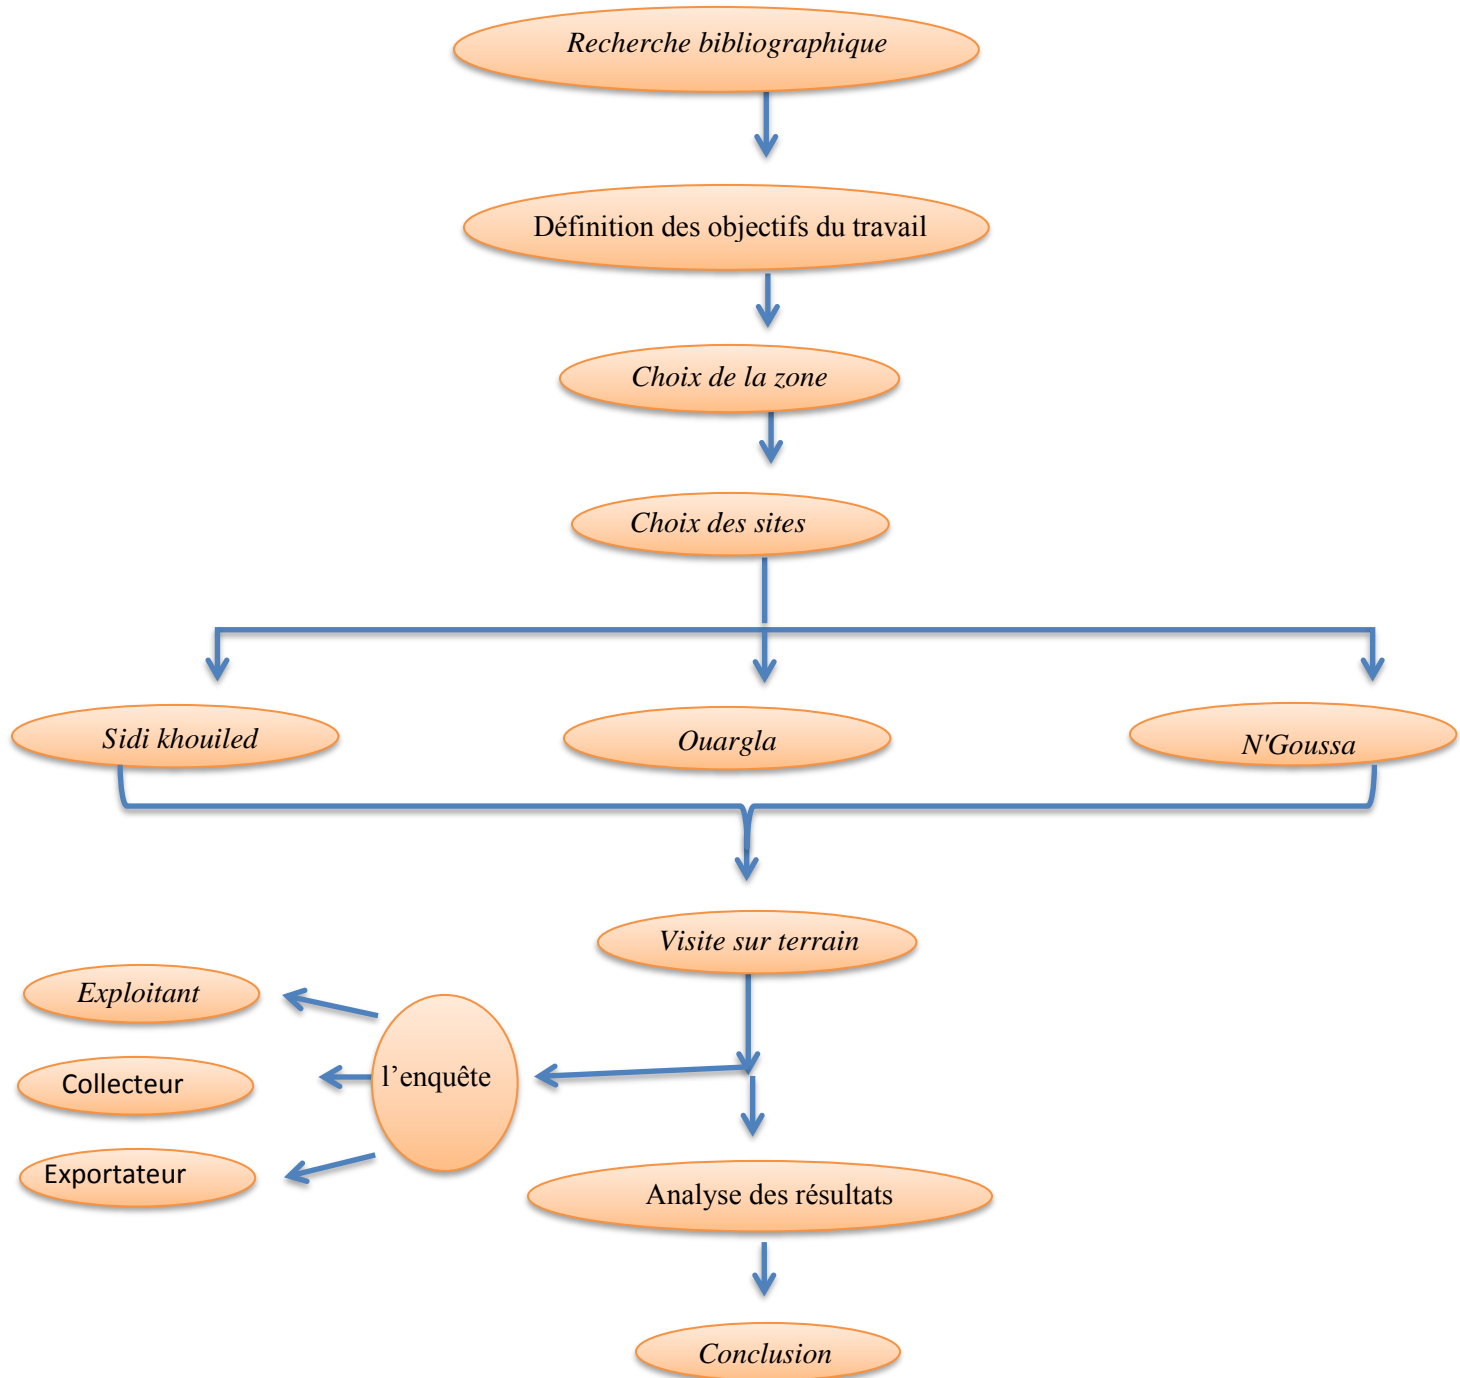 Recherche bibliographique
Définition des objectifs du travail
Choix de la zone
Choix des sites
Sidi khouiled
Ouargla
N'Goussa
Visite sur terrain
Exploitant
l’enquête
Collecteur
Exportateur
Analyse des résultats
Conclusion